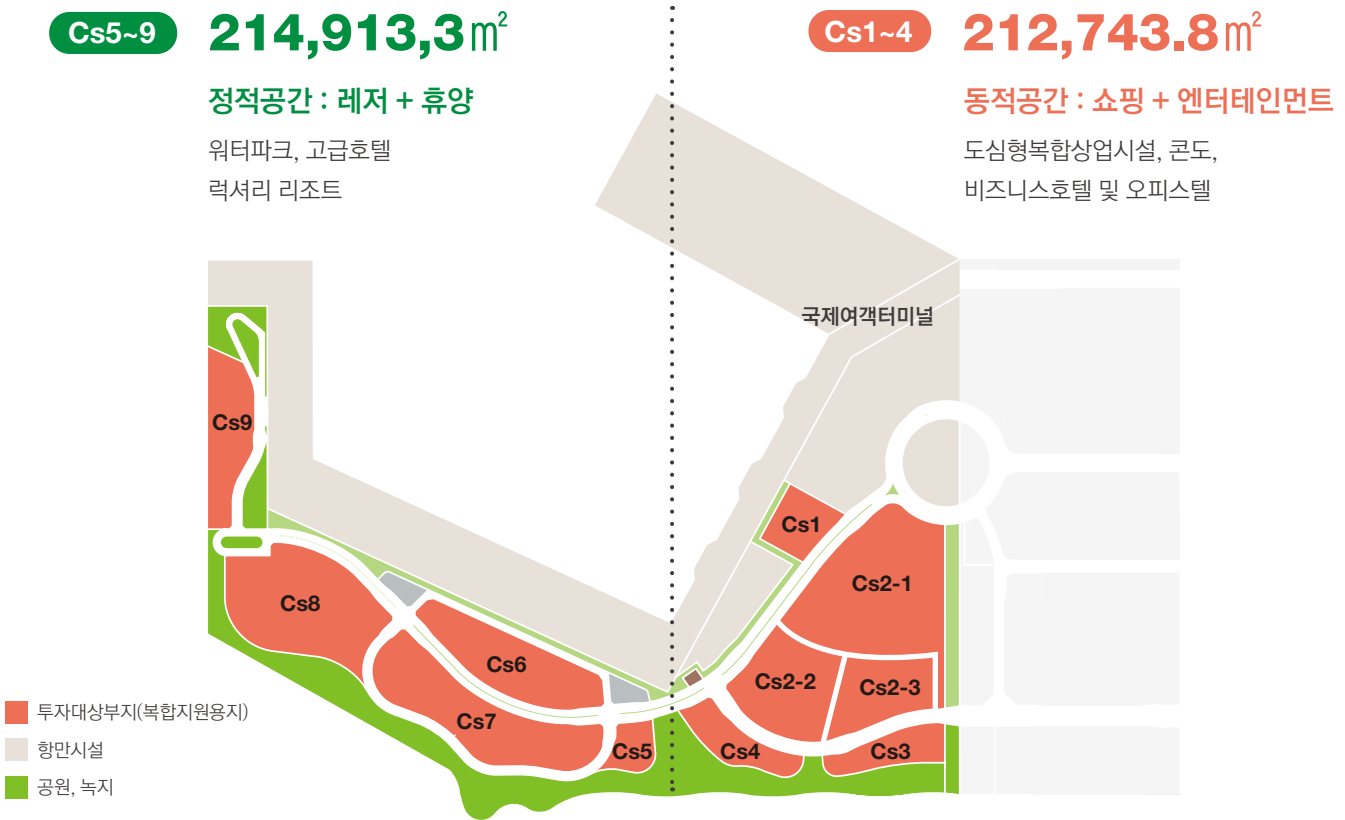 Cs5~9 214,913,3㎡
정적공간 : 레저 + 휴양
워터파크, 고급호텔
럭셔리 리조트
Cs1~4 212,743.8㎡
동적공간 : 쇼핑 + 엔터테인먼트
도심형복합상업시설, 콘도,
비즈니스호텔 및 오피스텔
국제여객터미널
Cs9
Cs1
Cs2-1
Cs8
Cs6
Cs2-2
Cs2-3
Cs7
Cs5
Cs4
Cs3
투자대상부지(복합지원용지)
항만시설
공원, 녹지